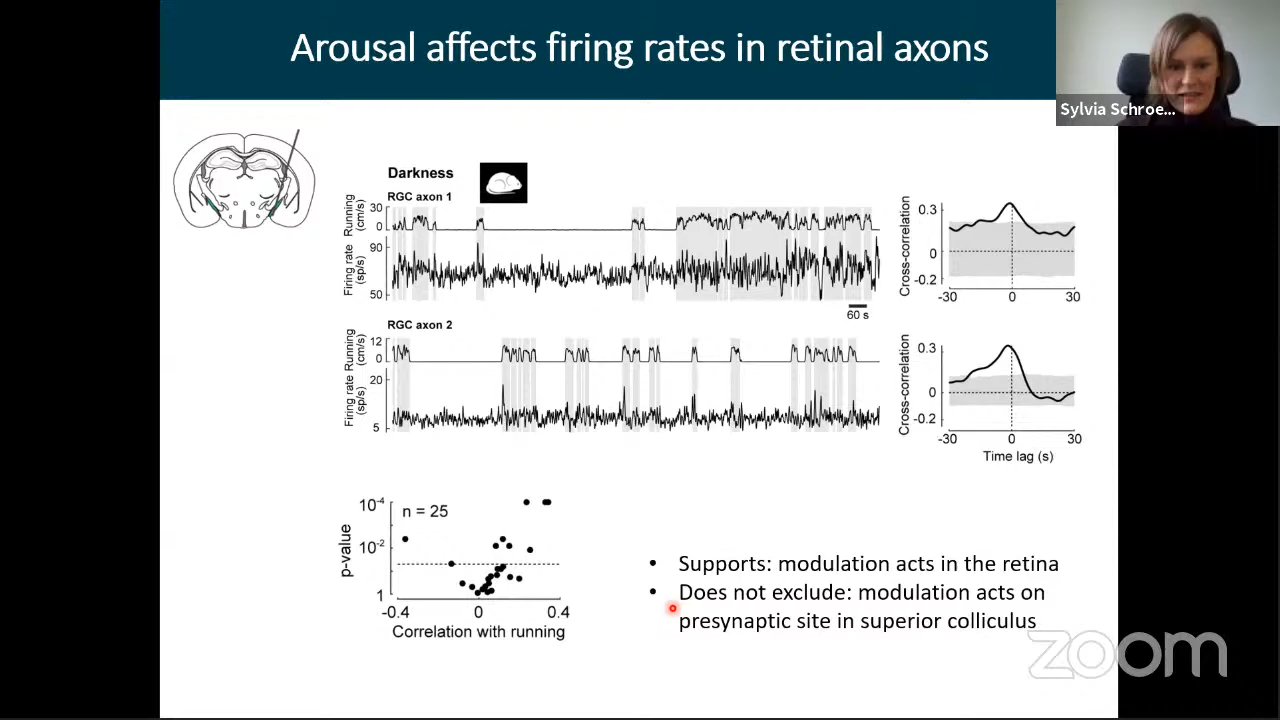 Arousal affects firing rates in retinal axons
Sylvia Schroe...
Darkness
RGC axon 1
Running
(cm/s)
30
0
Firing rate
(sp/s)
90
50
60 s
Cross-correlation
0.3
0
-0.2
-30
0
30
RGC axon 2
Running
(cm/s)
12
0
Firing rate
(sp/s)
20
5
Cross-correlation
0.3
0
-0.2
-30
0
30
Time lag (s)
p-value
10-4
10-2
1
n = 25
-0.4
0
0.4
Correlation with running
• Supports: modulation acts in the retina
• Does not exclude: modulation acts on
presynaptic site in superior colliculus
zoom